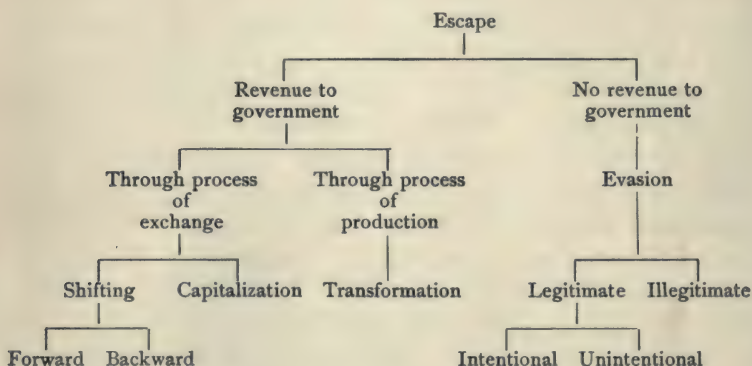 Escape
Revenue to
government
No revenue to
government
Through process
of
exchange
Through process
of
production
Evasion
Shifting
Capitalization
Transformation
Legitimate
Illegitimate
Forward
Backward
Intentional
Unintentional